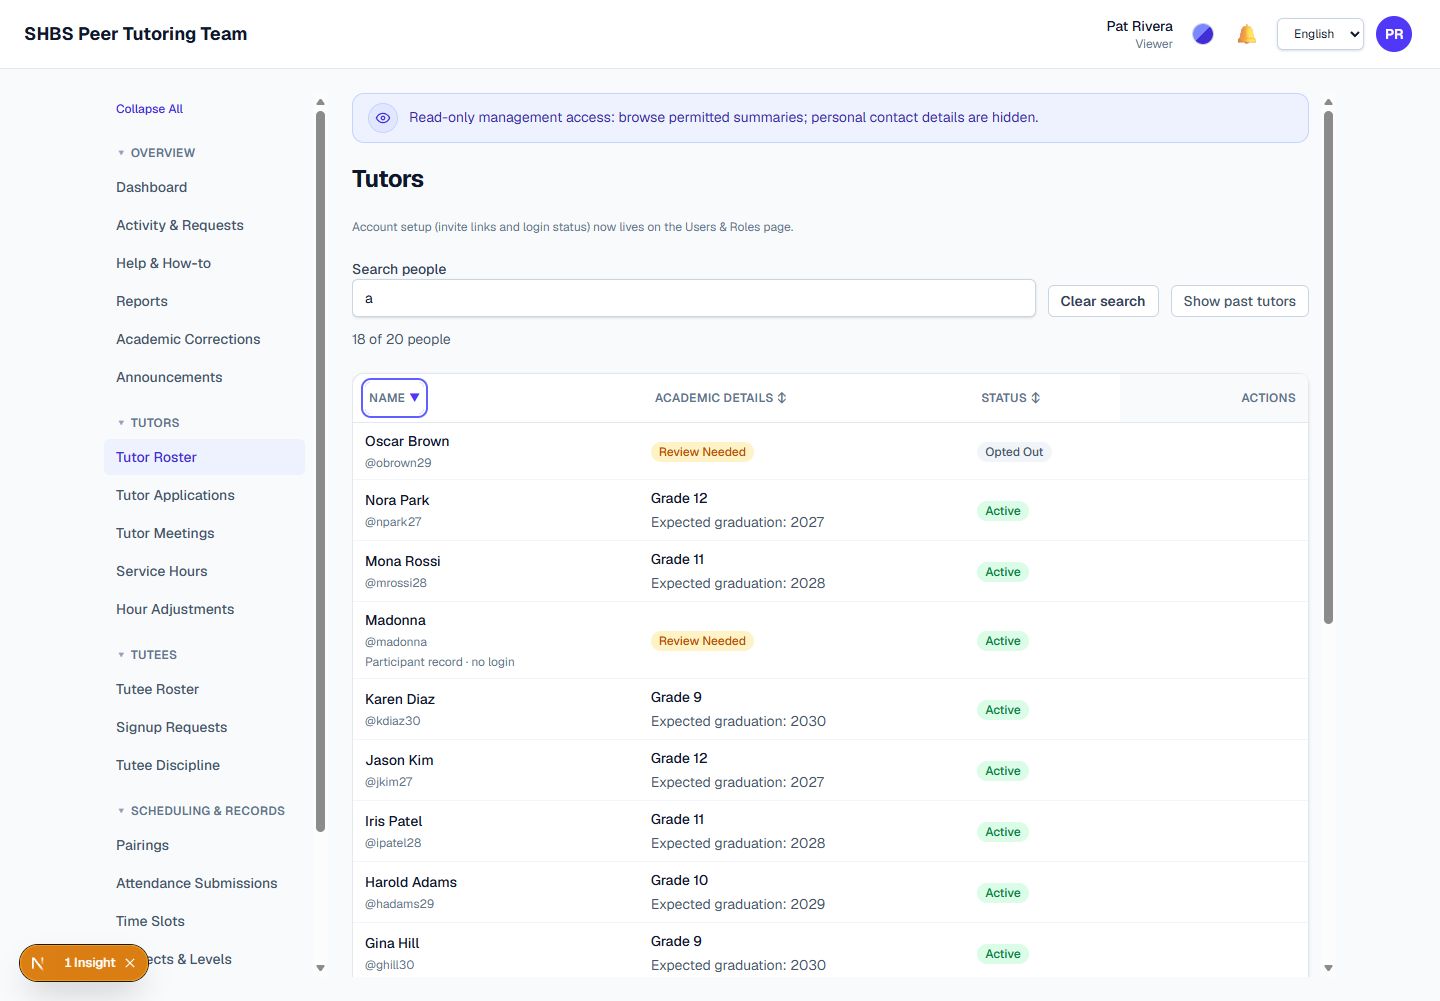 SHBS Peer Tutoring Team
Pat Rivera
Viewer
English
PR
Collapse All
OVERVIEW
Dashboard
Activity & Requests
Help & How-to
Reports
Academic Corrections
Announcements
TUTORS
Tutor Roster
Tutor Applications
Tutor Meetings
Service Hours
Hour Adjustments
TUTEES
Tutee Roster
Signup Requests
Tutee Discipline
SCHEDULING & RECORDS
Pairings
Attendance Submissions
Time Slots
ects & Levels
N 1 Insight ×
Read-only management access: browse permitted summaries; personal contact details are hidden.
Tutors
Account setup (invite links and login status) now lives on the Users & Roles page.
Search people
a
Clear search
Show past tutors
18 of 20 people
NAME ▼ ACADEMIC DETAILS ↕ STATUS ↕ ACTIONS
Oscar Brown
@obrown29
Review Needed
Opted Out
Nora Park
@npark27
Grade 12
Expected graduation: 2027
Active
Mona Rossi
@mrossi28
Grade 11
Expected graduation: 2028
Active
Madonna
@madonna
Participant record · no login
Review Needed
Active
Karen Diaz
@kdiaz30
Grade 9
Expected graduation: 2030
Active
Jason Kim
@jkim27
Grade 12
Expected graduation: 2027
Active
Iris Patel
@ipatel28
Grade 11
Expected graduation: 2028
Active
Harold Adams
@hadams29
Grade 10
Expected graduation: 2029
Active
Gina Hill
@ghill30
Grade 9
Expected graduation: 2030
Active